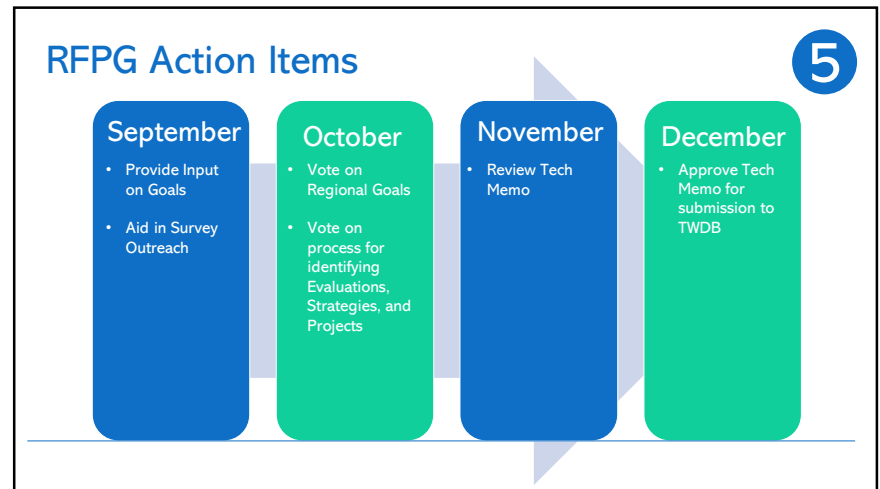 RFPG Action Items
5
September
• Provide Input
on Goals
• Aid in Survey
Outreach
October
• Vote on
Regional Goals
• Vote on
process for
identifying
Evaluations,
Strategies, and
Projects
November
• Review Tech
Memo
December
• Approve Tech
Memo for
submission to
TWDB